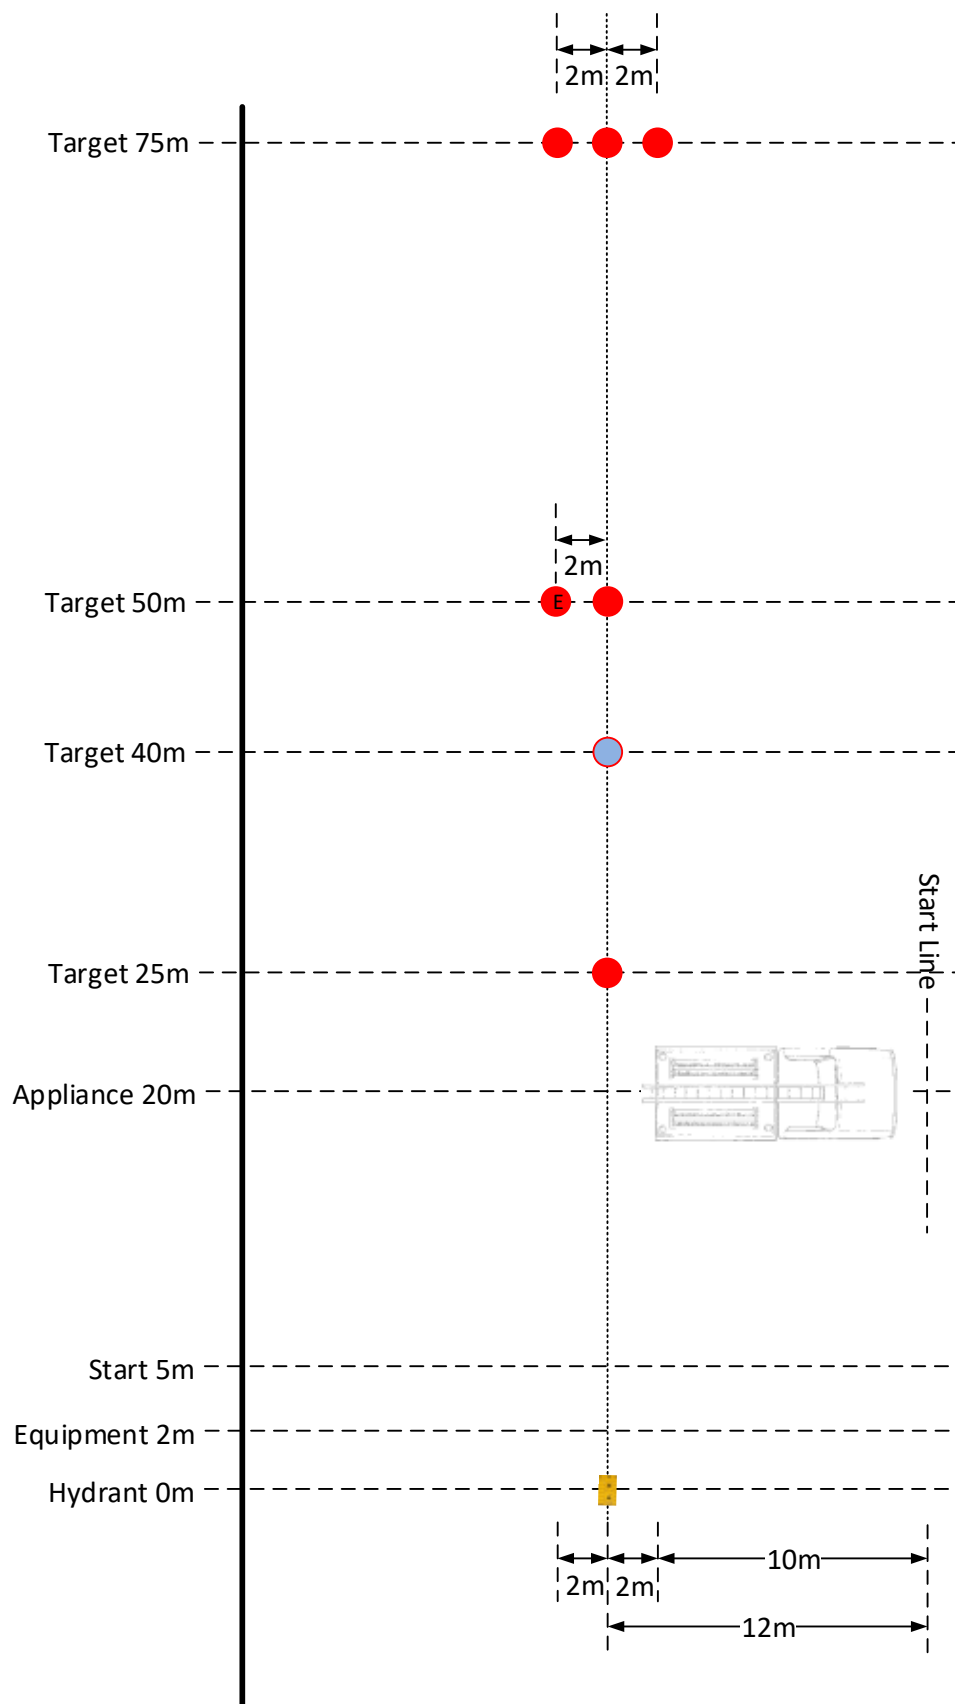 2m 2m
Target 75m
2m
Target 50m
E
Target 40m
Start Line
Target 25m
Appliance 20m
Start 5m
Equipment 2m
Hydrant 0m
2m 2m 10m
12m